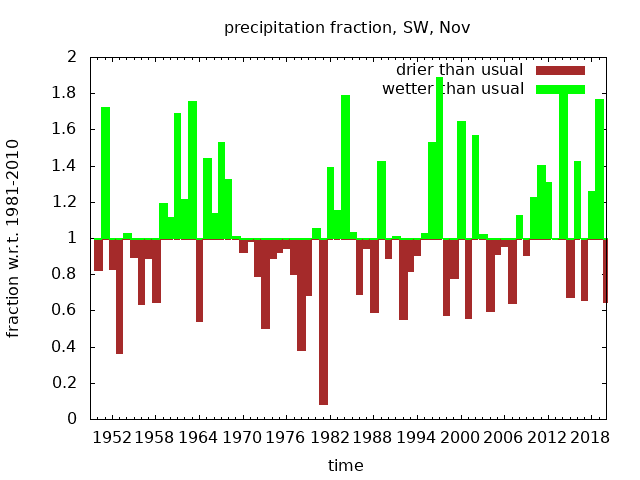 precipitation fraction, SW, Nov
drier than usual
wetter than usual
fraction w.r.t. 1981-2010
2
1.8
1.6
1.4
1.2
1
0.8
0.6
0.4
0.2
0
1952 1958 1964 1970 1976 1982 1988 1994 2000 2006 2012 2018
time